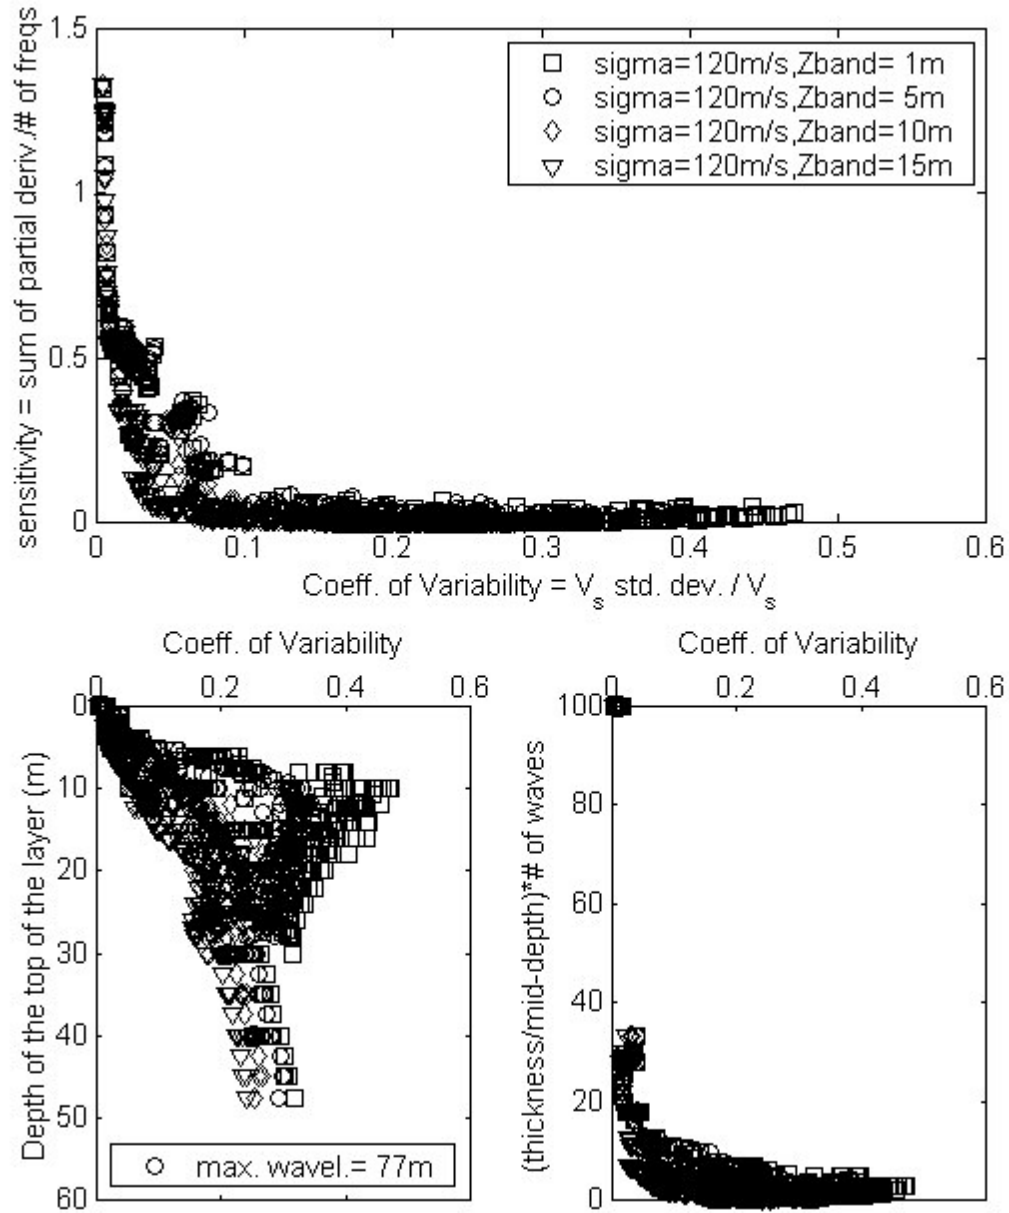 1.5
1
0.5
0
sensitivity = sum of partial deriv./# of freqs
sigma=120m/s,Zband= 1m
sigma=120m/s,Zband= 5m
sigma=120m/s,Zband=10m
sigma=120m/s,Zband=15m
0 0.1 0.2 0.3 0.4 0.5 0.6
Coeff. of Variability = Vs std. dev. / Vs
Coeff. of Variability
0 0.2 0.4 0.6
0
10
20
30
40
50
60
Depth of the top of the layer (m)
max. wavel.= 77m
Coeff. of Variability
0 0.2 0.4 0.6
100
80
60
40
20
0
(thickness/mid-depth)*# of waves